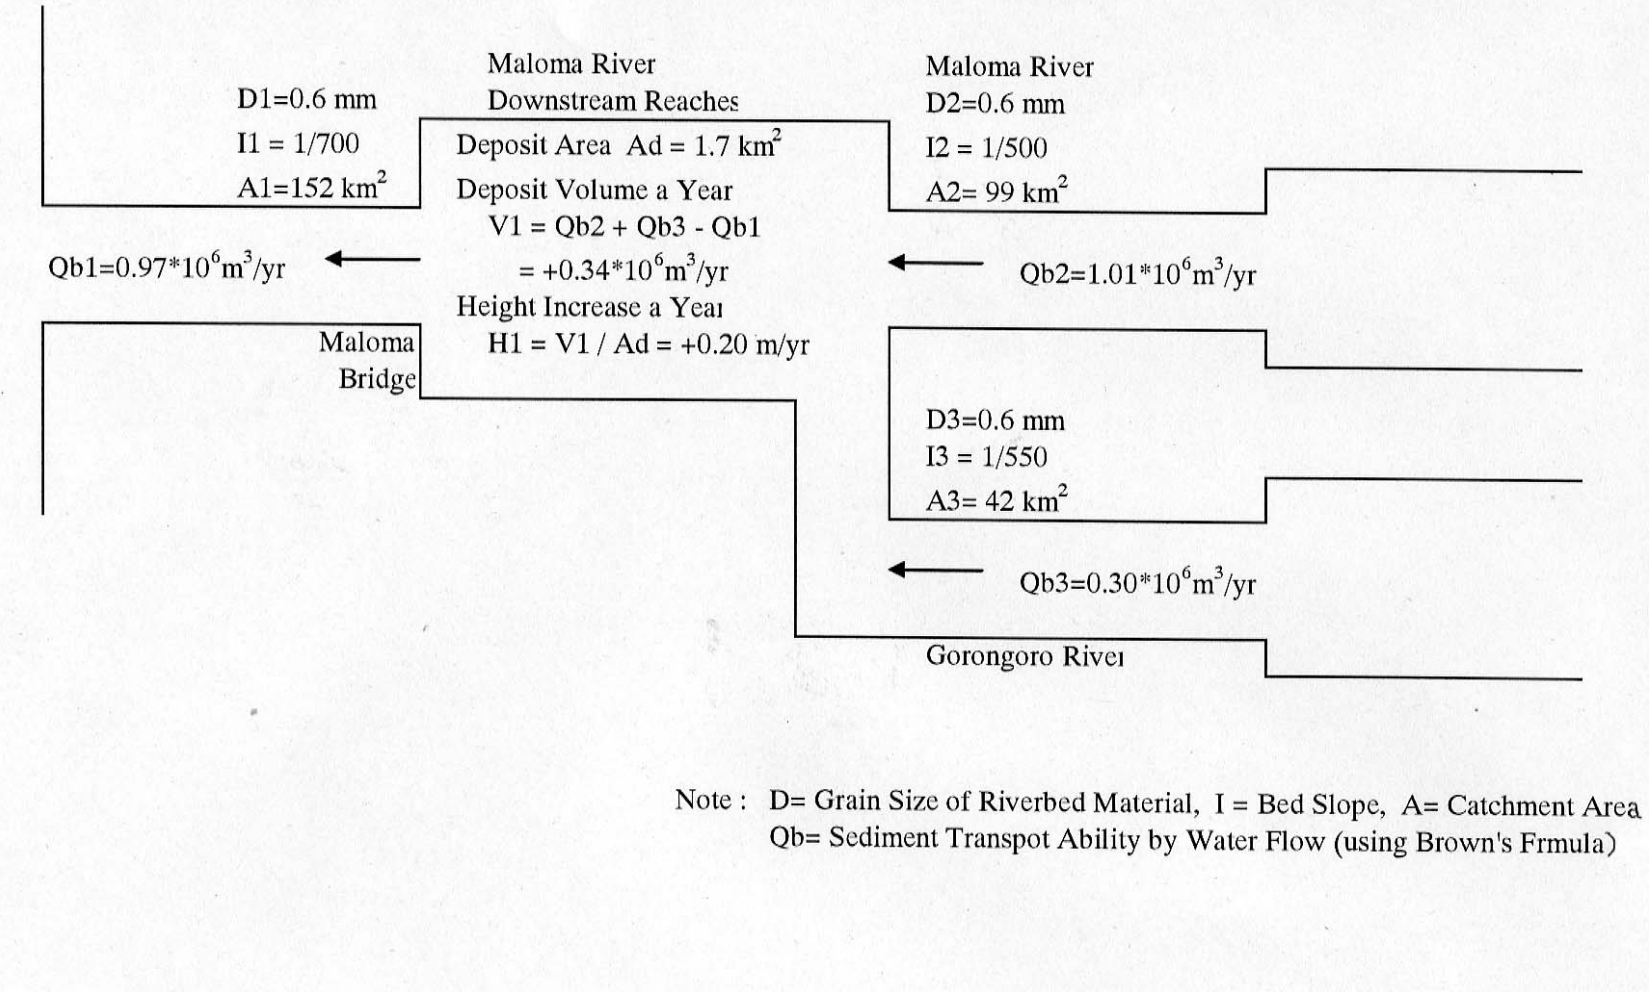 Maloma River
Downstream Reaches
D1=0.6 mm
I1 = 1/700
A1=152 km²
Deposit Area Ad = 1.7 km²
Deposit Volume a Year
V1 = Qb2 + Qb3 - Qb1
= +0.34*10⁶m³/yr
Height Increase a Year
H1 = V1 / Ad = +0.20 m/yr
Maloma River
D2=0.6 mm
I2 = 1/500
A2= 99 km²
Qb1=0.97*10⁶m³/yr
Qb2=1.01*10⁶m³/yr
Maloma
Bridge
D3=0.6 mm
I3 = 1/550
A3= 42 km²
Qb3=0.30*10⁶m³/yr
Gorongoro River
Note : D= Grain Size of Riverbed Material, I = Bed Slope, A= Catchment Area
Qb= Sediment Transpot Ability by Water Flow (using Brown's Frmula)